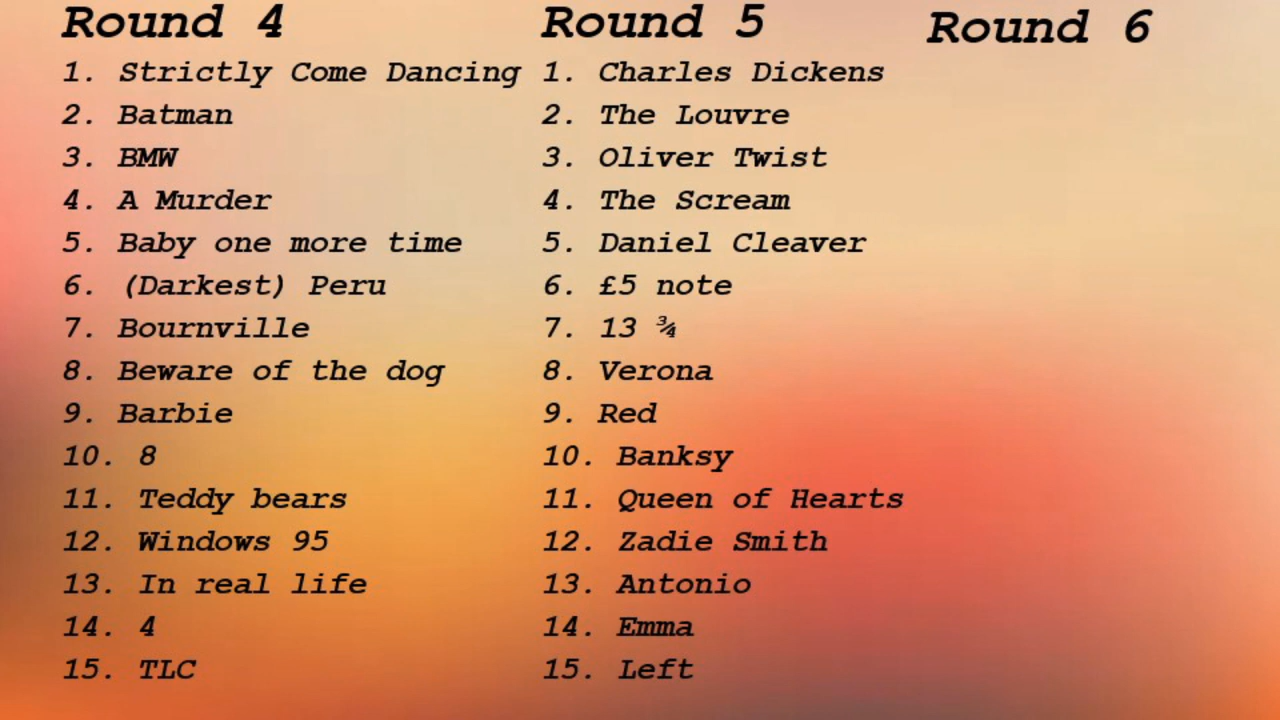 Round 4
1. Strictly Come Dancing
2. Batman
3. BMW
4. A Murder
5. Baby one more time
6. (Darkest) Peru
7. Bournville
8. Beware of the dog
9. Barbie
10. 8
11. Teddy bears
12. Windows 95
13. In real life
14. 4
15. TLC
Round 5
1. Charles Dickens
2. The Louvre
3. Oliver Twist
4. The Scream
5. Daniel Cleaver
6. £5 note
7. 13 ¾
8. Verona
9. Red
10. Banksy
11. Queen of Hearts
12. Zadie Smith
13. Antonio
14. Emma
15. Left
Round 6